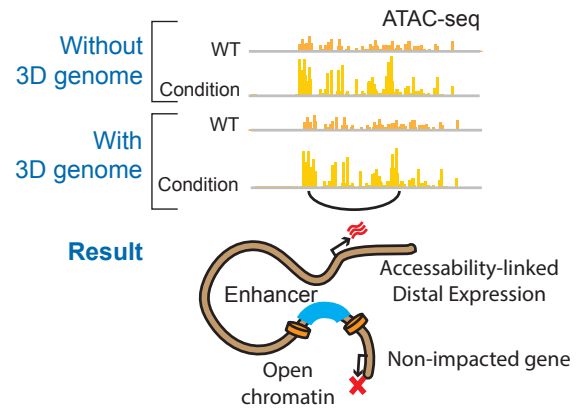 ATAC-seq
Without
3D genome
WT
Condition
With
3D genome
WT
Condition
Result
Enhancer
Accessability-linked
Distal Expression
Open
chromatin
Non-impacted gene